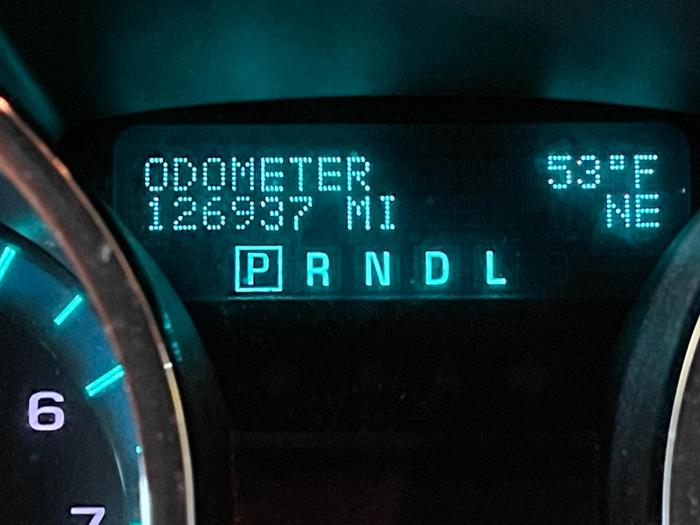 ODOMETER 53°F
126937 MI NE
P R N D L
6
7